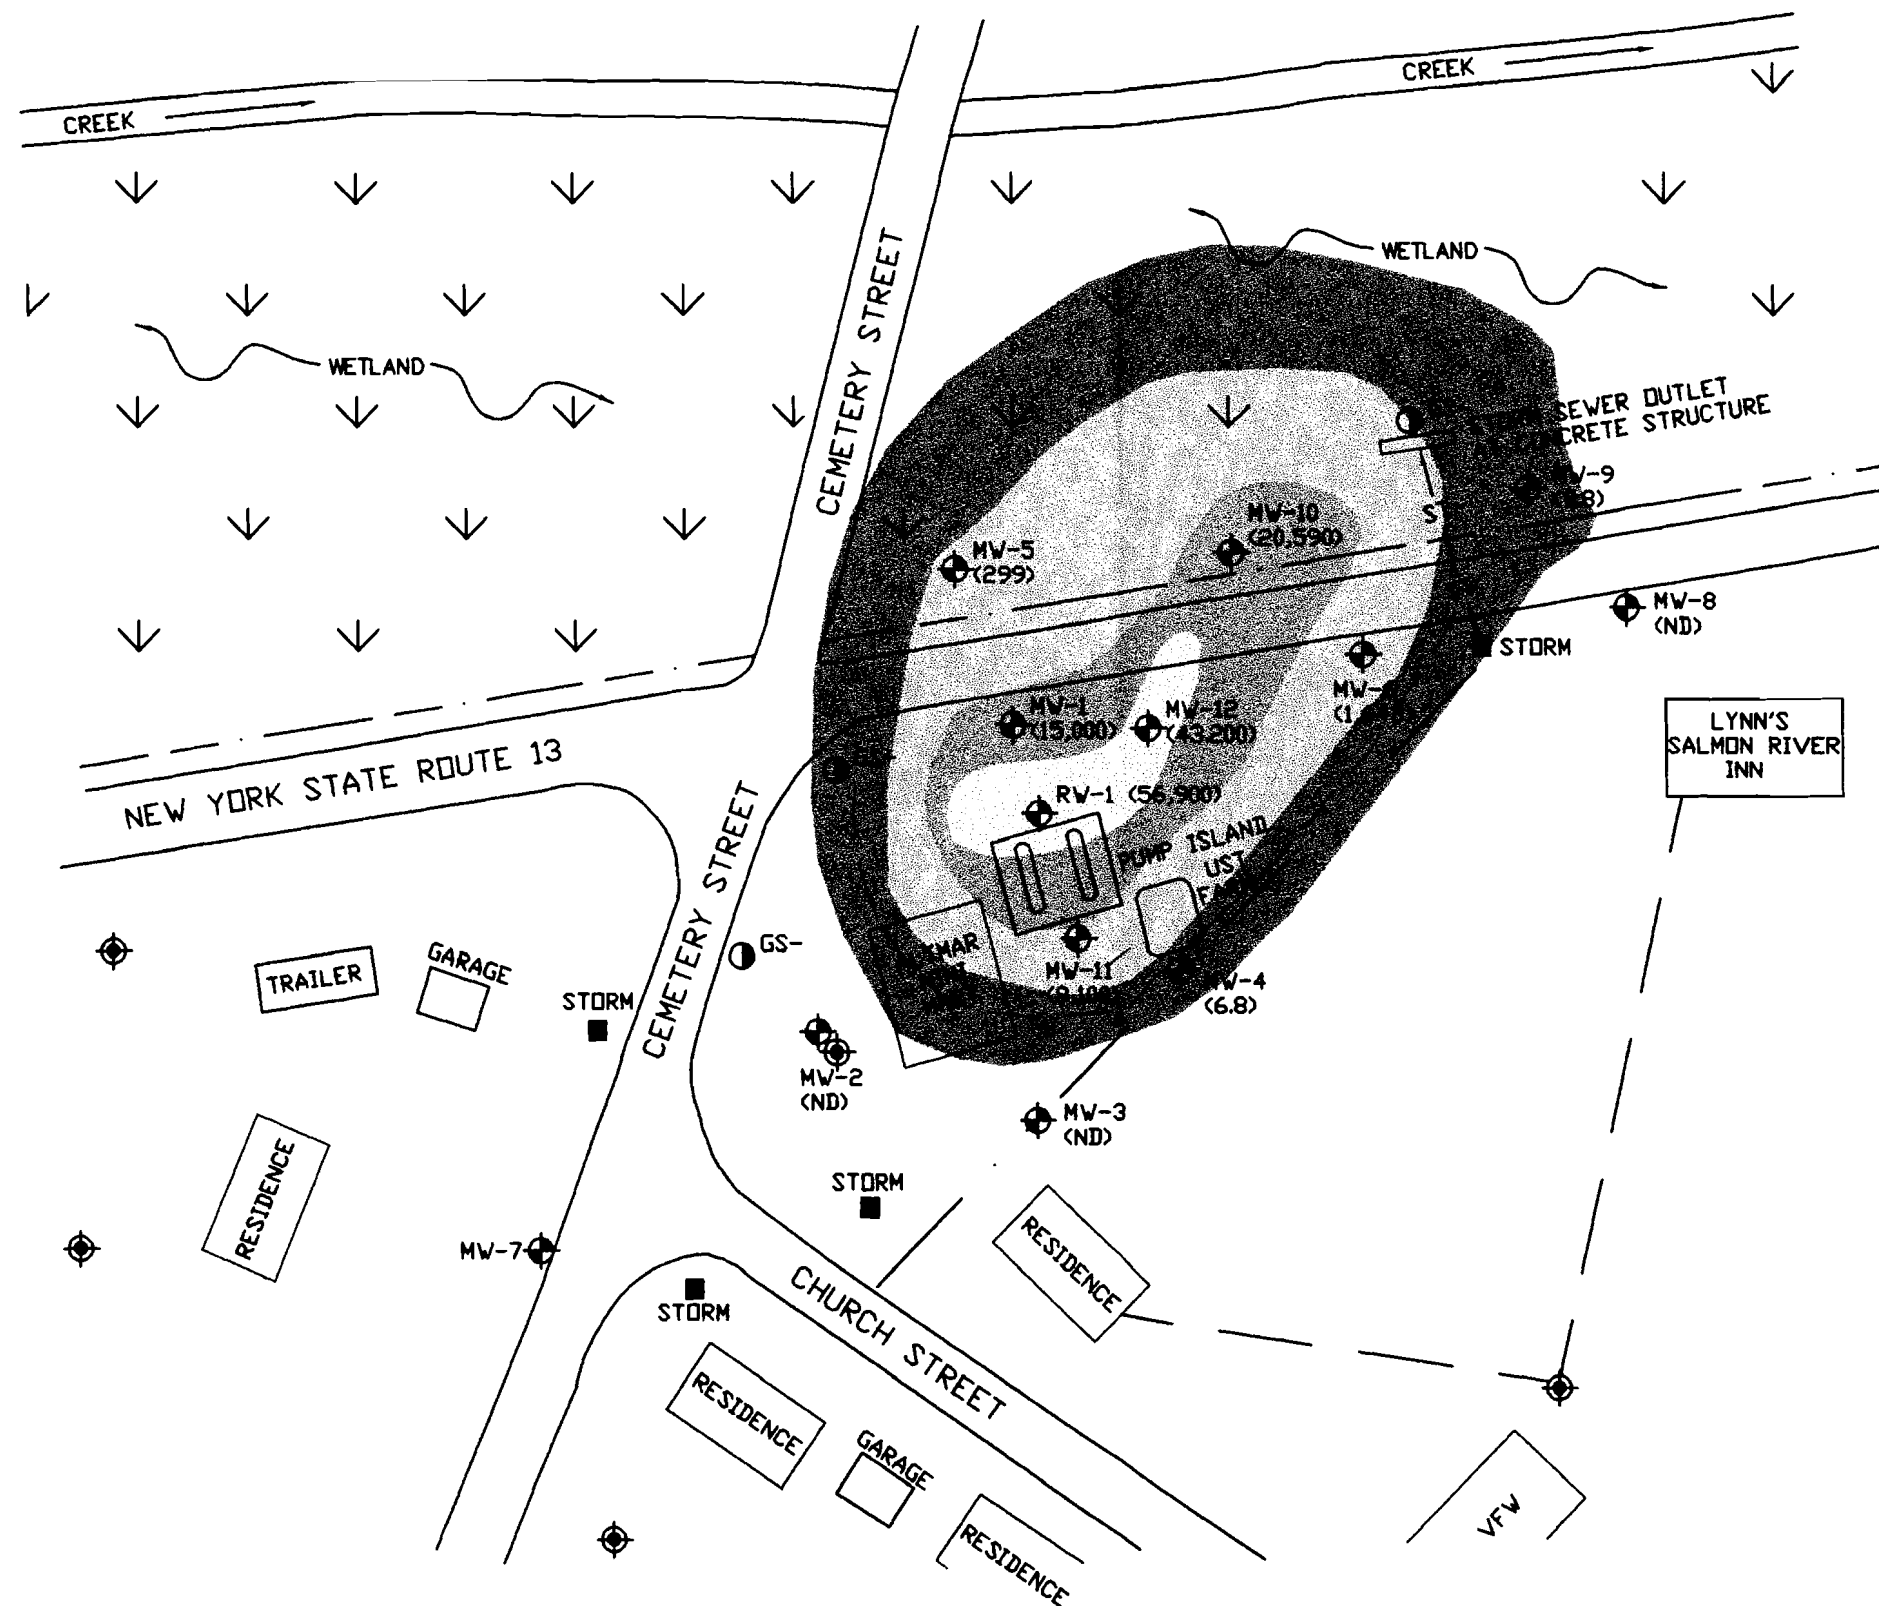 CREEK
CREEK
WETLAND
WETLAND
CEMETERY STREET
SEWER OUTLET
STRUCTURE
MW-10
(20,590)
MW-5
(299)
MW-8
(ND)
STORM
MW-1
(15,000)
MW-12
(43,200)
LYNN'S
SALMON RIVER
INN
NEW YORK STATE ROUTE 13
CEMETERY STREET
RW-1 (56,900)
PUMP ISLAND
UST
GS-
TRAILER
GARAGE
STORM
MW-11
(6.8)
MW-2
(ND)
MW-3
(ND)
RESIDENCE
STORM
RESIDENCE
MW-7
STORM
CHURCH STREET
RESIDENCE
GARAGE
RESIDENCE
VFW